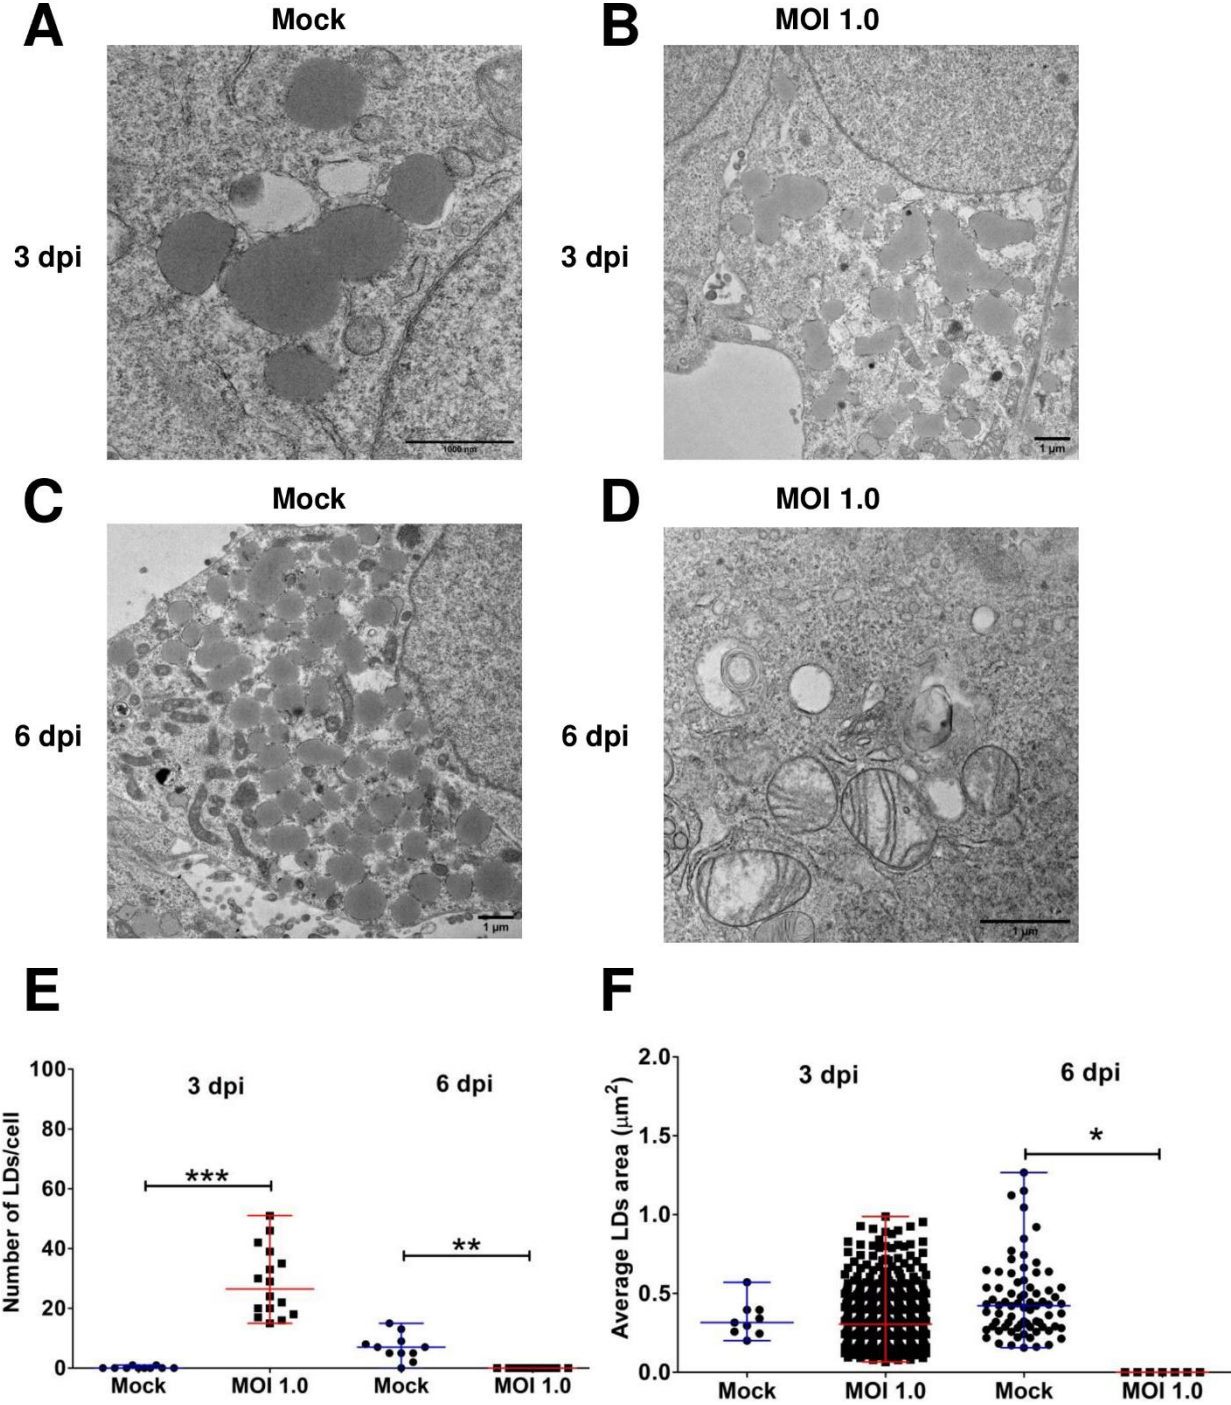 A
Mock
B
MOI 1.0
3 dpi
1000 nm
3 dpi
1 µm
C
Mock
D
MOI 1.0
6 dpi
1 µm
6 dpi
1 µm
E
F
Number of LDs/cell
100
80
60
40
20
0
3 dpi
6 dpi
***
**
Mock
MOI 1.0
Mock
MOI 1.0
Average LDs area (µm²)
2.0
1.5
1.0
0.5
0.0
3 dpi
6 dpi
*
Mock
MOI 1.0
Mock
MOI 1.0